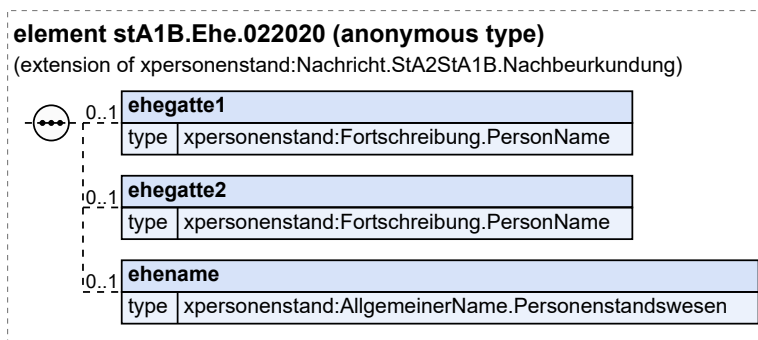 element stA1B.Ehe.022020 (anonymous type)
(extension of xpersonenstand:Nachricht.StA2StA1B.Nachbeurkundung)
0..1 ehegatte1
type xpersonenstand:Fortschreibung.PersonName
0..1 ehegatte2
type xpersonenstand:Fortschreibung.PersonName
0..1 ehename
type xpersonenstand:AllgemeinerName.Personenstandswesen